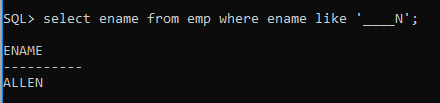 SQL> select ename from emp where ename like '____N';
ENAME
----------
ALLEN